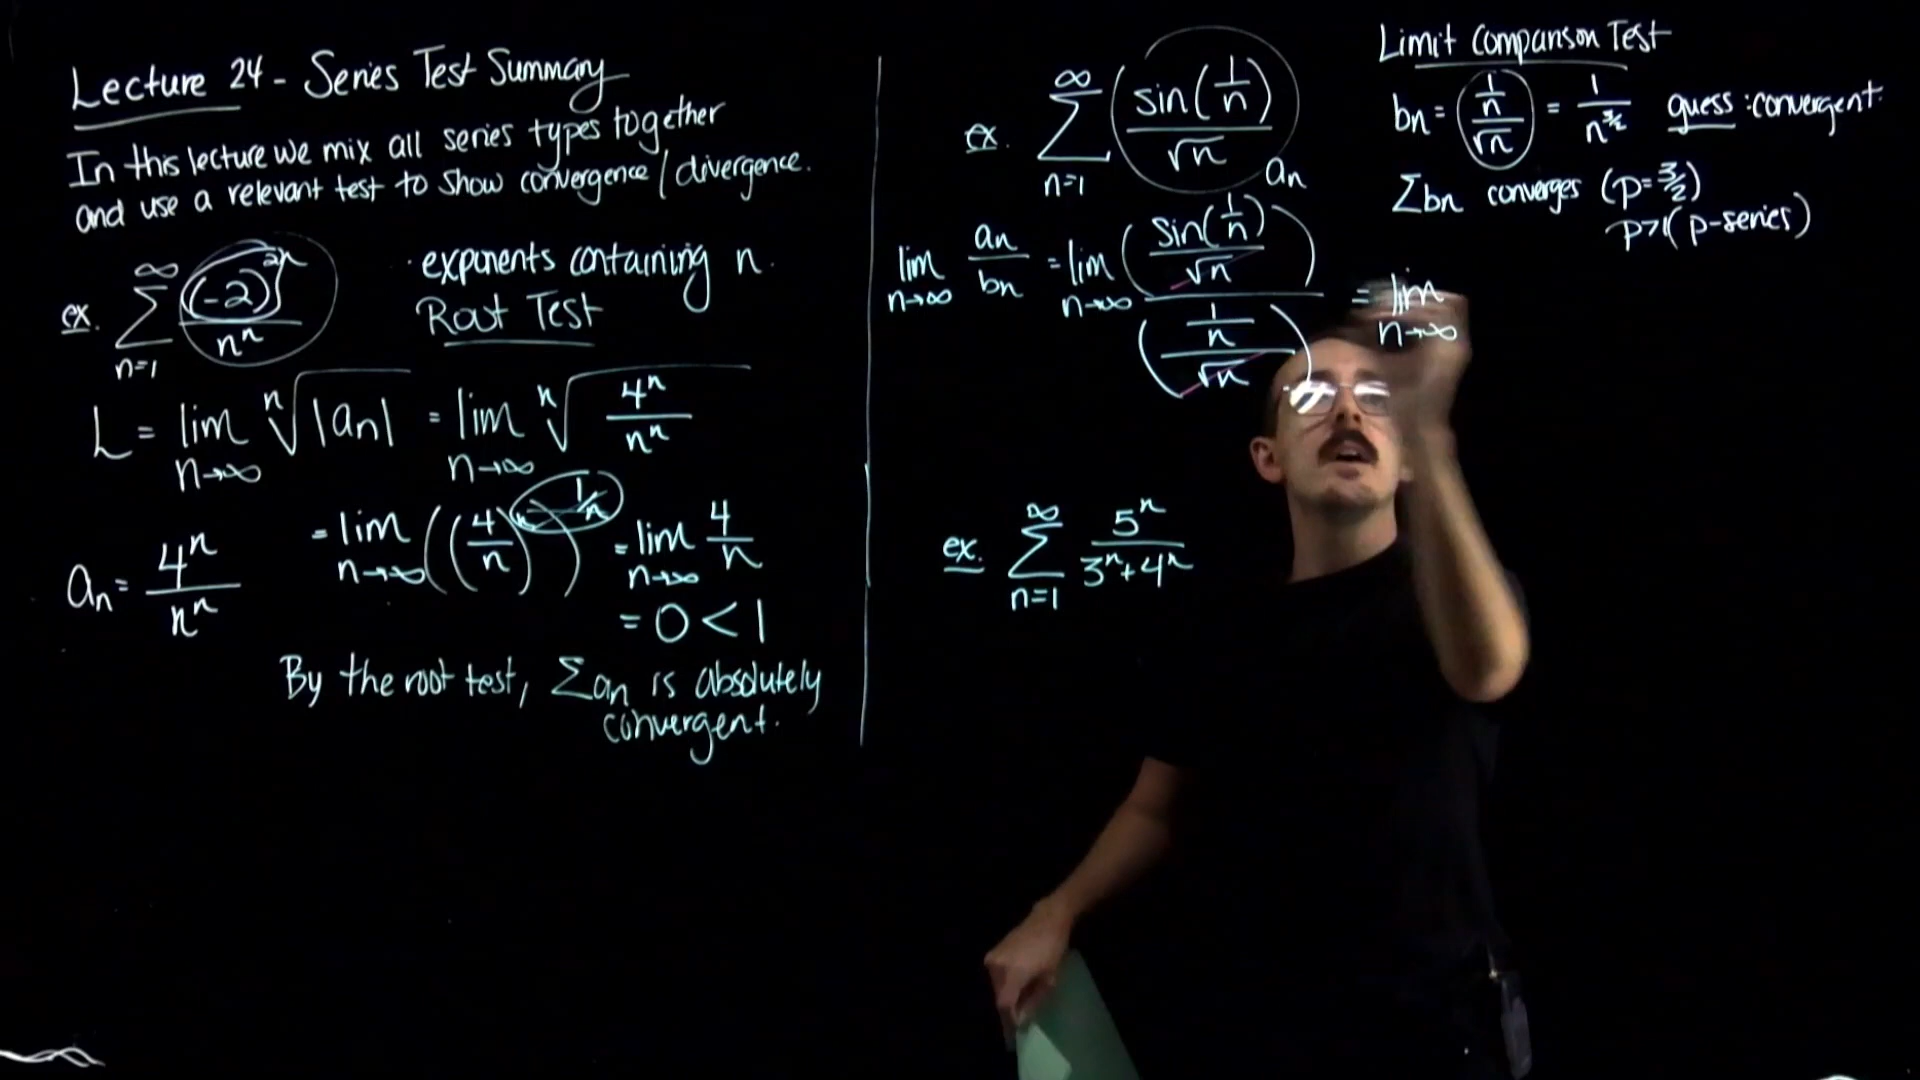 Lecture 24 - Series Test Summary
In this lecture we mix all series types together
and use a relevant test to show convergence / divergence.
ex. ∑_{n=1}^{∞} (-2)^{2n} / n^n
· exponents containing n.
Root Test
L = lim_{n→∞} ⁿ√|an| = lim_{n→∞} ⁿ√(4^n / n^n)
= lim_{n→∞} ((4/n)^n)^{1/n} = lim_{n→∞} 4/n
an = 4^n / n^n
= 0 < 1
By the root test, ∑an is absolutely
convergent.
ex. ∑_{n=1}^{∞} (sin(1/n) / √n) an
Limit Comparison Test
bn = (1/n) / √n = 1 / n^{3/2} guess: convergent.
∑bn converges (p = 3/2)
p>1 (p-series)
lim_{n→∞} an / bn = lim_{n→∞} (sin(1/n) / √n) / ((1/n) / √n) = lim_{n→∞}
ex. ∑_{n=1}^{∞} 5^n / (3^n + 4^n)